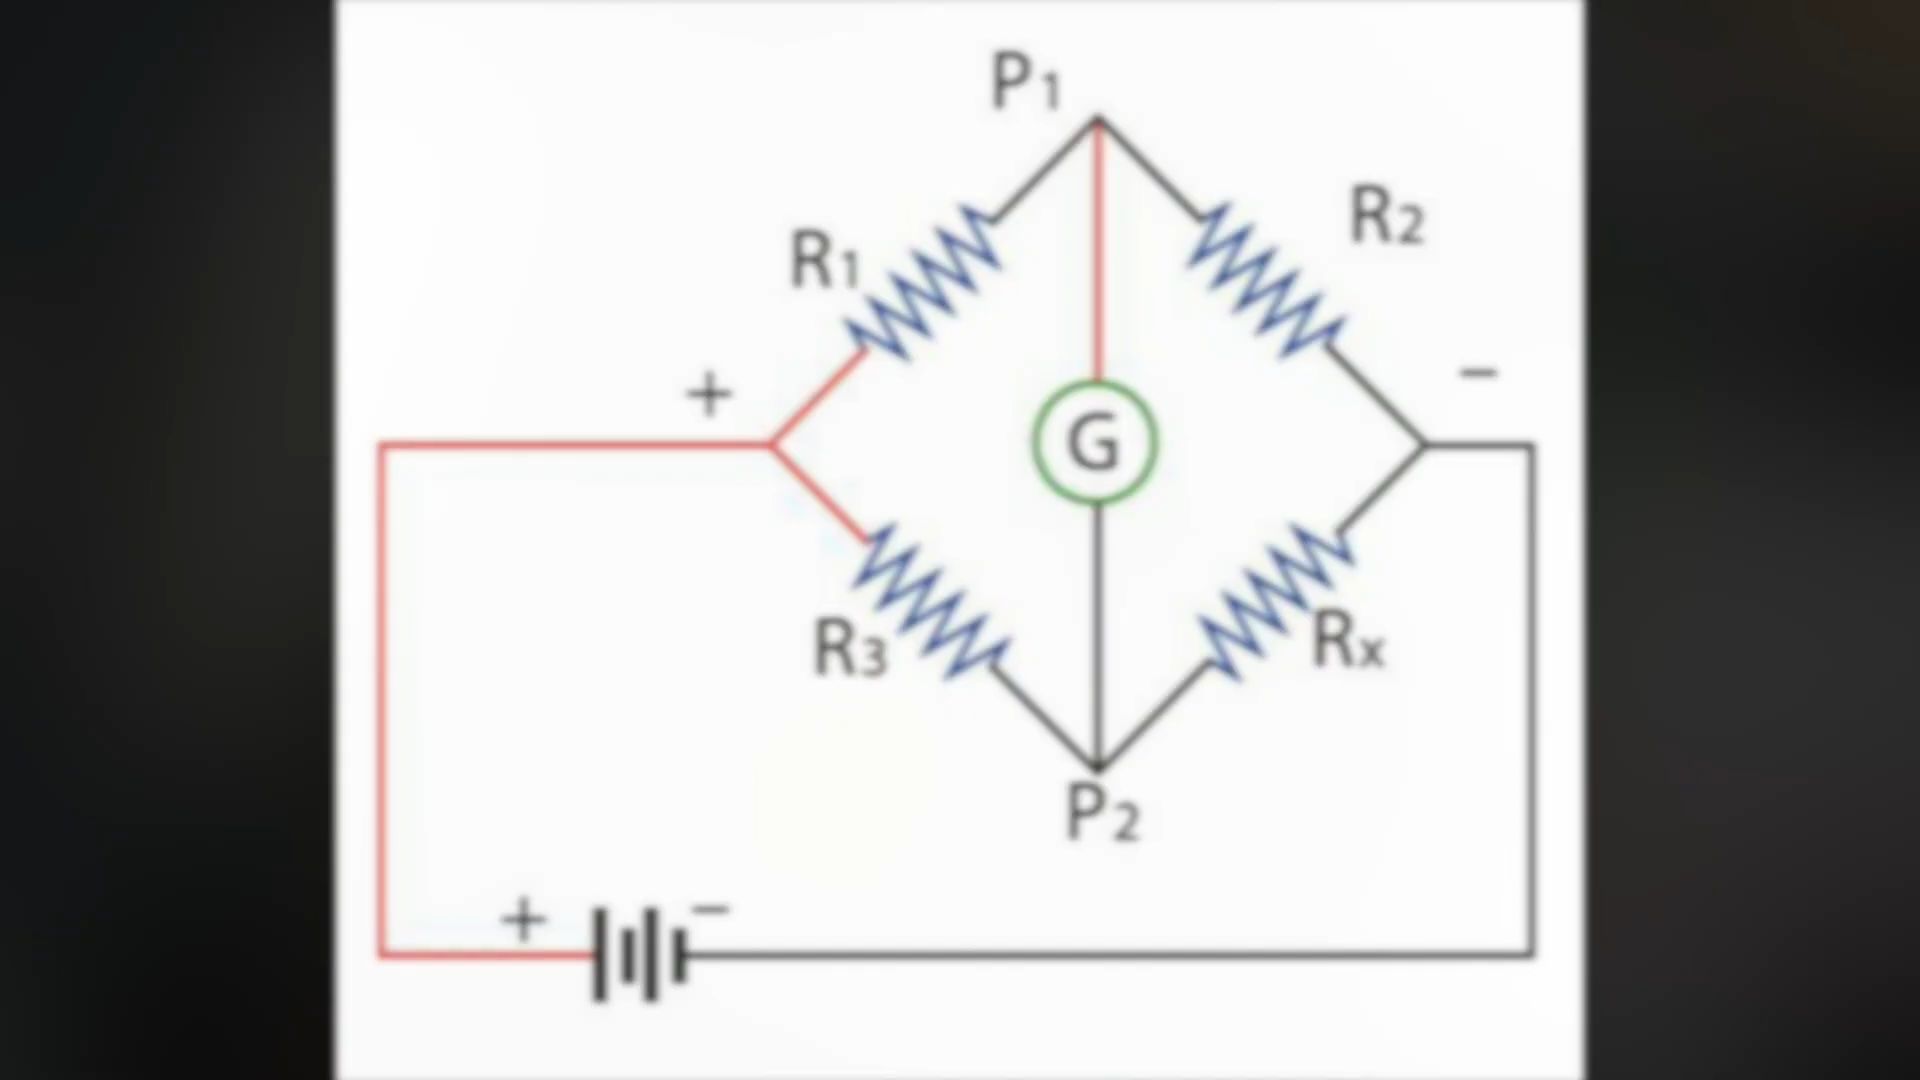 P1
R1
R2
+
−
G
R3
Rx
P2
+
−